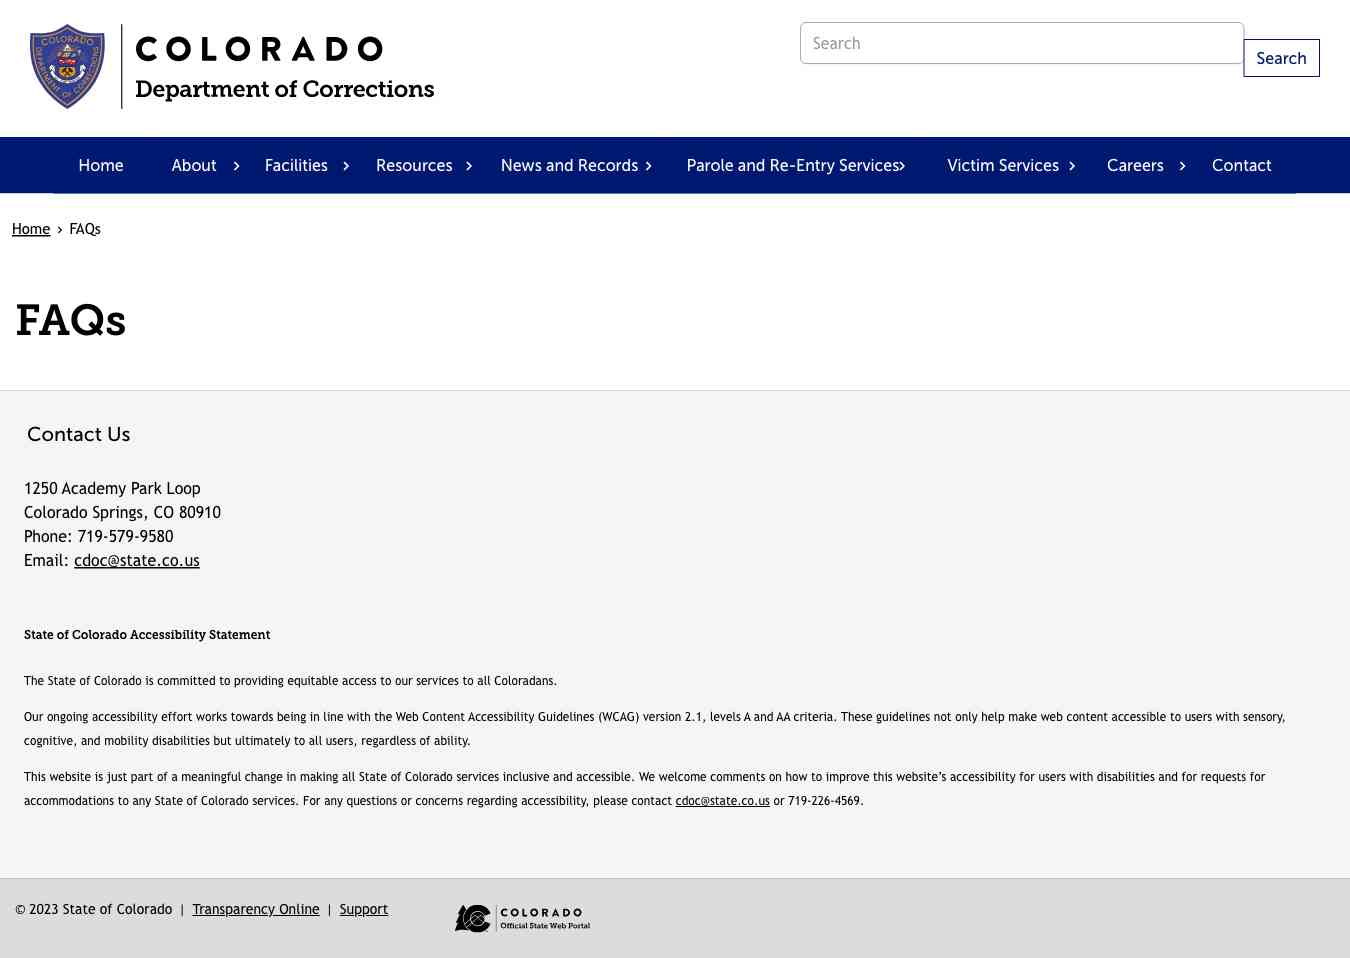 COLORADO
Department of Corrections
Search
Search
Home
About
Facilities
Resources
News and Records
Parole and Re-Entry Services
Victim Services
Careers
Contact
Home › FAQs
FAQs
Contact Us
1250 Academy Park Loop
Colorado Springs, CO 80910
Phone: 719-579-9580
Email: cdoc@state.co.us
State of Colorado Accessibility Statement
The State of Colorado is committed to providing equitable access to our services to all Coloradans.
Our ongoing accessibility effort works towards being in line with the Web Content Accessibility Guidelines (WCAG) version 2.1, levels A and AA criteria. These guidelines not only help make web content accessible to users with sensory,
cognitive, and mobility disabilities but ultimately to all users, regardless of ability.
This website is just part of a meaningful change in making all State of Colorado services inclusive and accessible. We welcome comments on how to improve this website’s accessibility for users with disabilities and for requests for
accommodations to any State of Colorado services. For any questions or concerns regarding accessibility, please contact cdoc@state.co.us or 719-226-4569.
© 2023 State of Colorado | Transparency Online | Support
COLORADO
Official State Web Portal